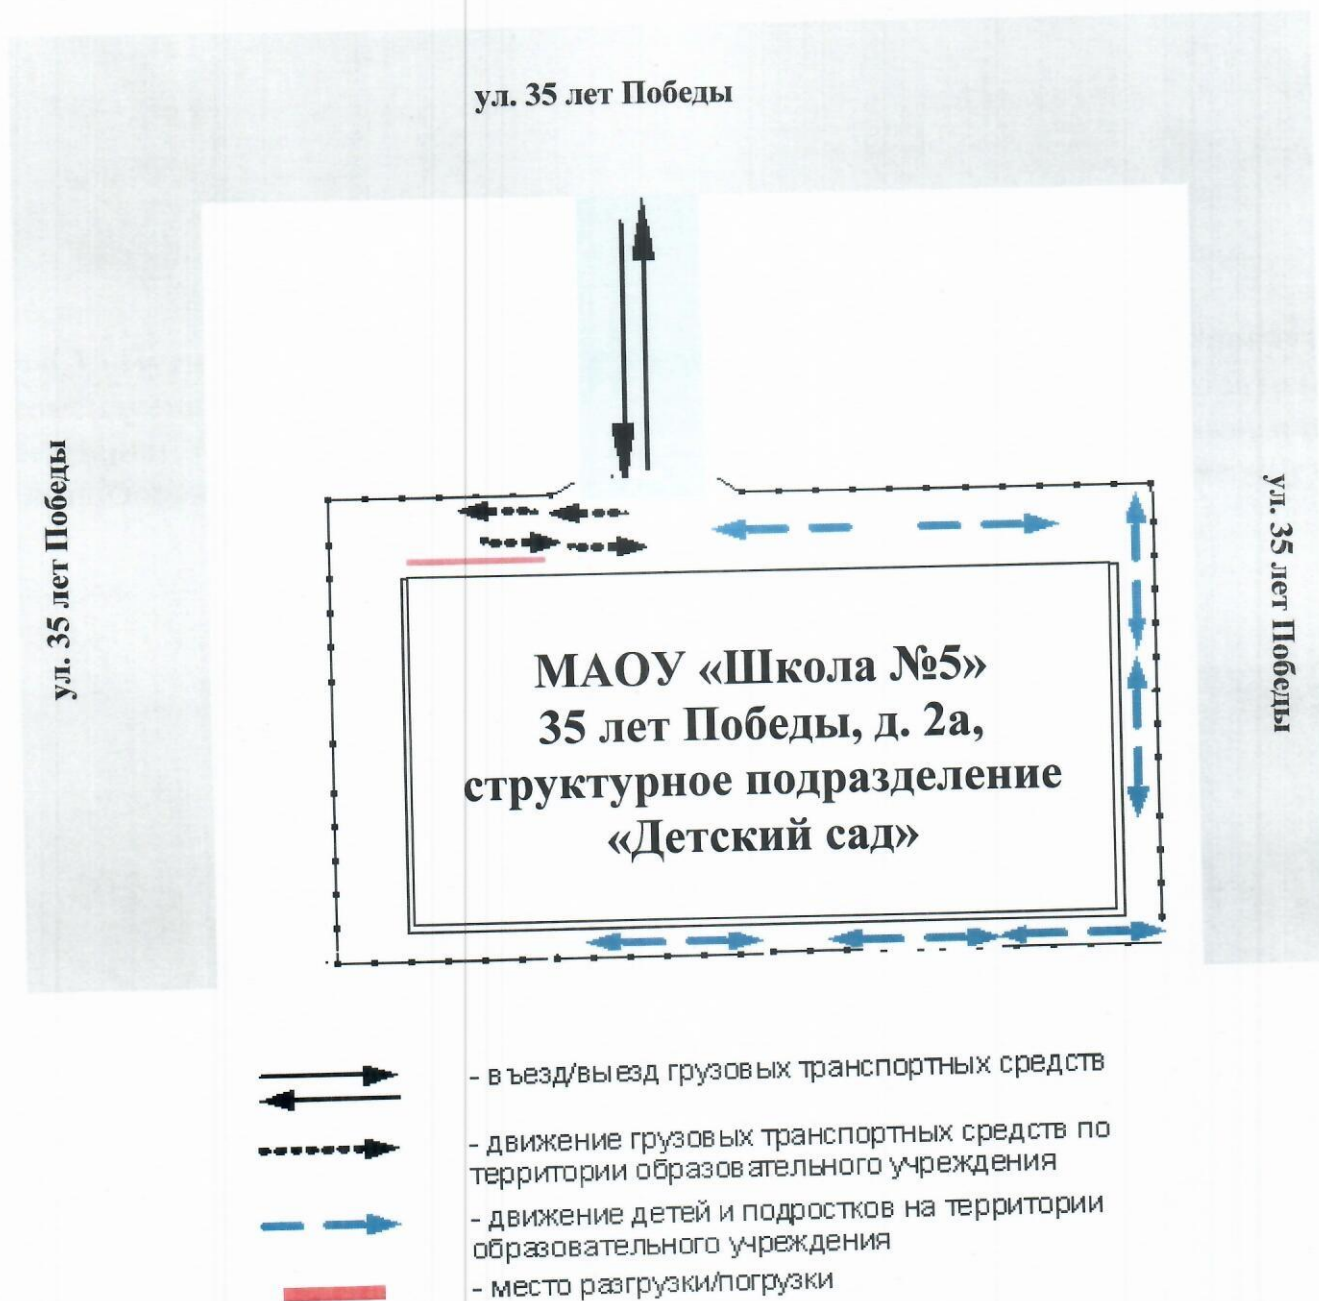 ул. 35 лет Победы
ул. 35 лет Победы
ул. 35 лет Победы
МАОУ «Школа №5»
35 лет Победы, д. 2а,
структурное подразделение
«Детский сад»
- въезд/выезд грузовых транспортных средств
- движение грузовых транспортных средств по
территории образовательного учреждения
- движение детей и подростков на территории
образовательного учреждения
- место разгрузки/погрузки